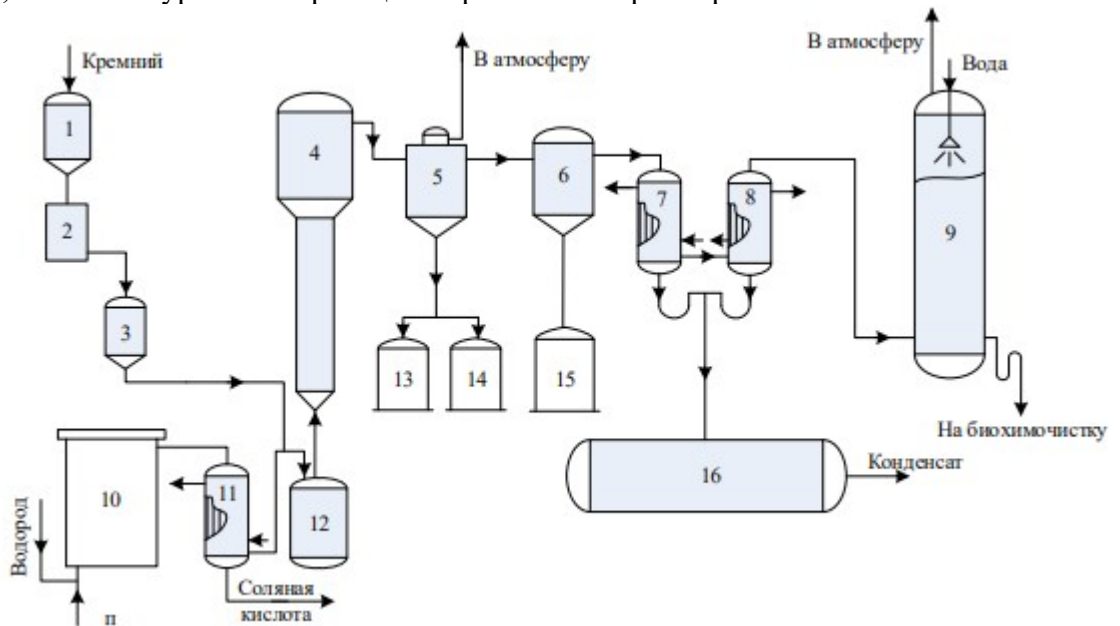 В атмосферу
В атмосферу
Кремний
Вода
1
4
5
6
7
8
2
9
3
13
14
15
На биохимочистку
Конденсат
16
10
11
12
Водород
Соляная
кислота
п